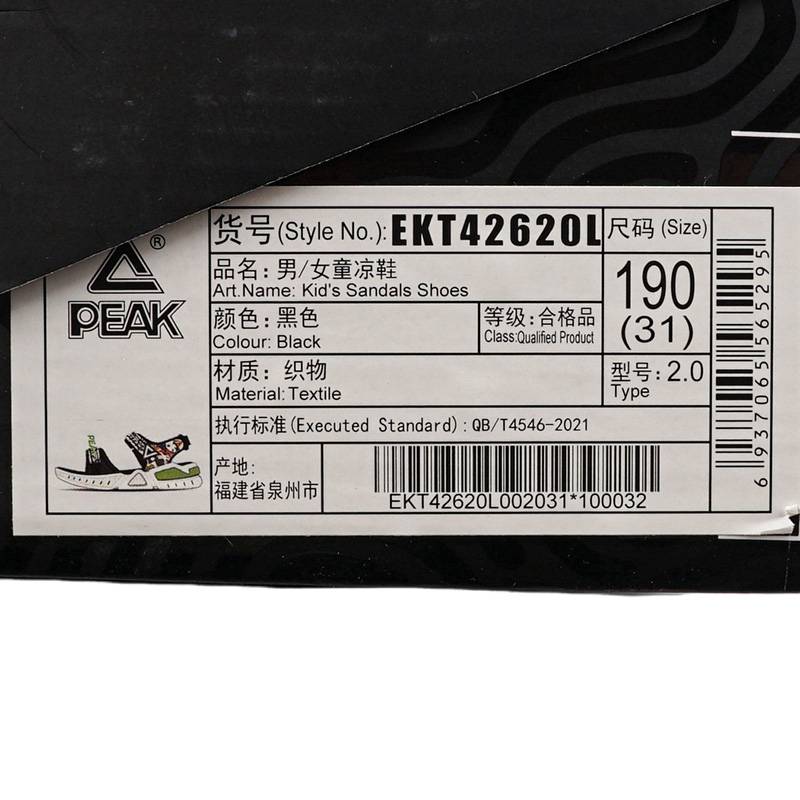 货号(Style No.): EKT42620L
尺码 (Size)
®
PEAK
品名：男/女童凉鞋
Art.Name: Kid's Sandals Shoes
190
(31)
颜色：黑色
Colour: Black
等级：合格品
Class:Qualified Product
材质：织物
Material: Textile
型号：2.0
Type
执行标准(Executed Standard)：QB/T4546-2021
产地：
福建省泉州市
EKT42620L002031*100032
6937065565295